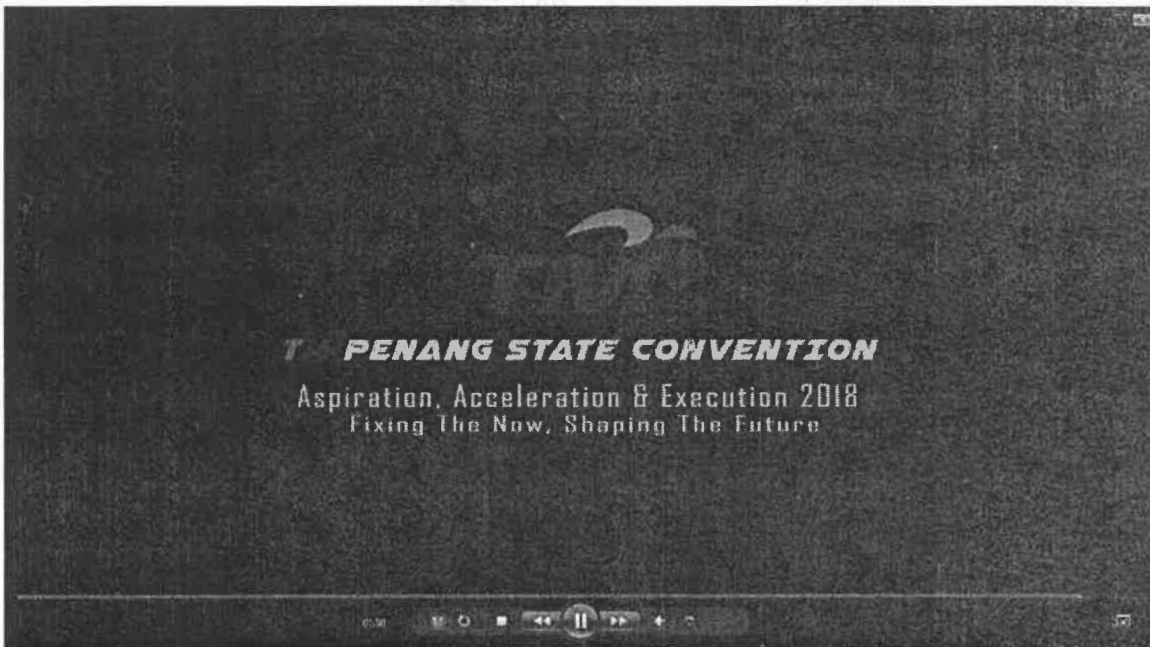 PENANG STATE CONVENTION
Aspiration, Acceleration & Execution 2018
Fixing The Now, Shaping The Future